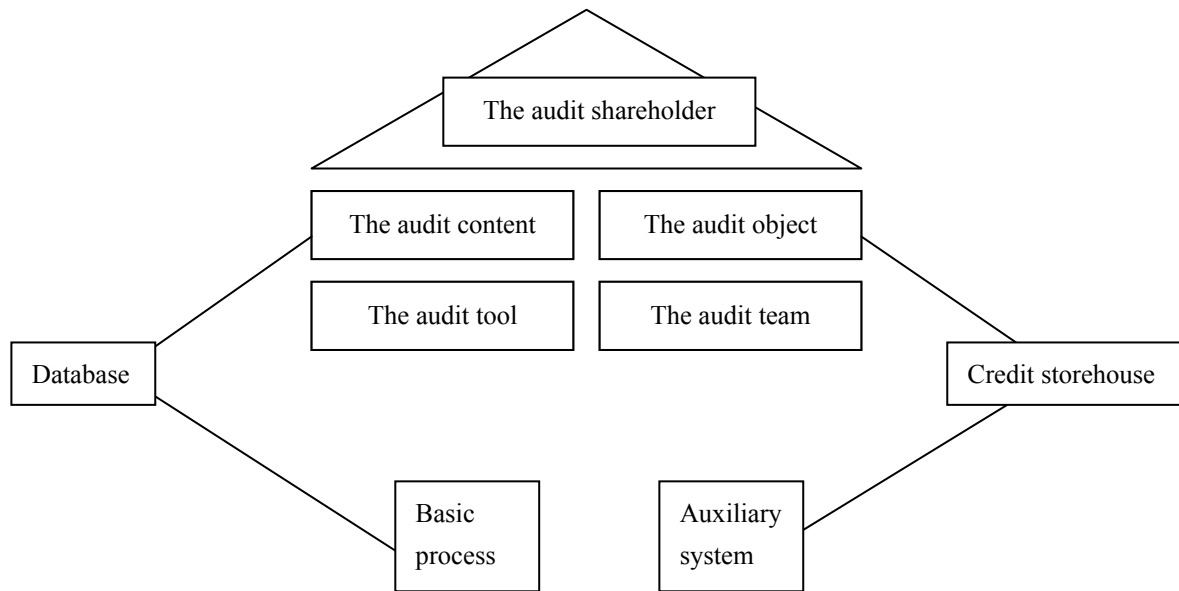 The audit shareholder
The audit content
The audit object
The audit tool
The audit team
Database
Credit storehouse
Basic
process
Auxiliary
system